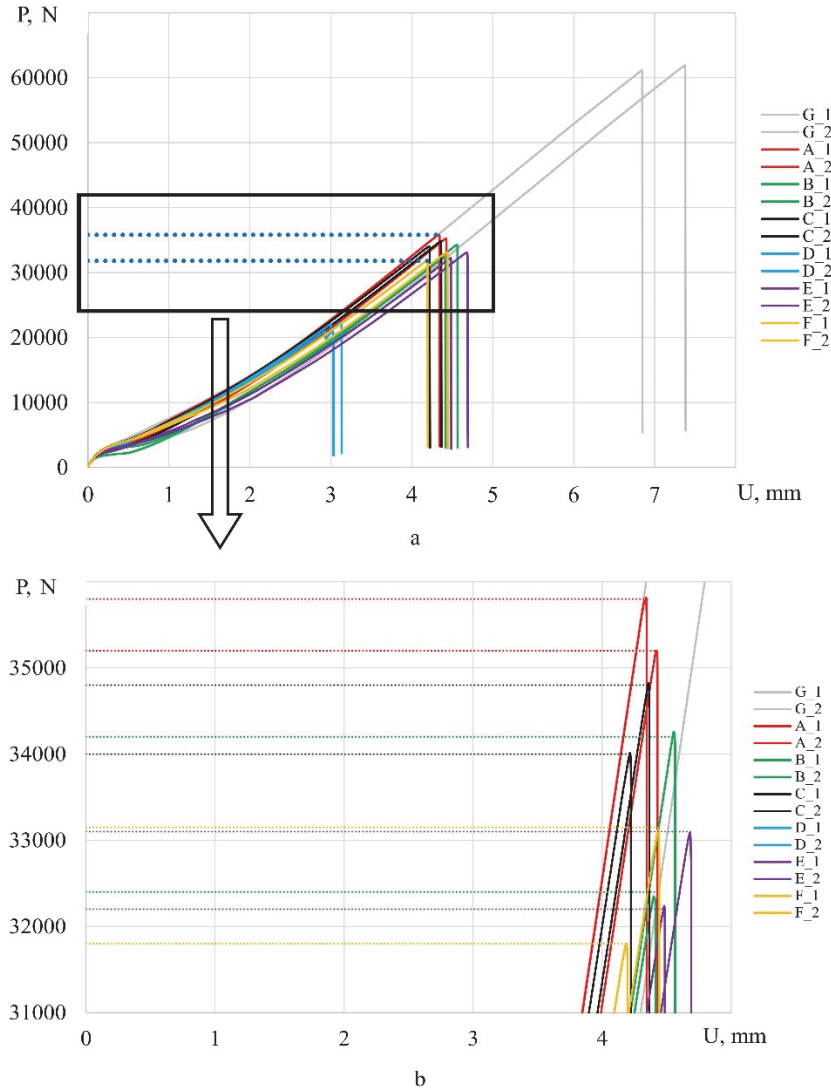 P, N
60000
50000
40000
30000
20000
10000
0
0 1 2 3 4 5 6 7
U, mm
G_1
G_2
A_1
A_2
B_1
B_2
C_1
C_2
D_1
D_2
E_1
E_2
F_1
F_2
a
P, N
35000
34000
33000
32000
31000
0 1 2 3 4
U, mm
G_1
G_2
A_1
A_2
B_1
B_2
C_1
C_2
D_1
D_2
E_1
E_2
F_1
F_2
b